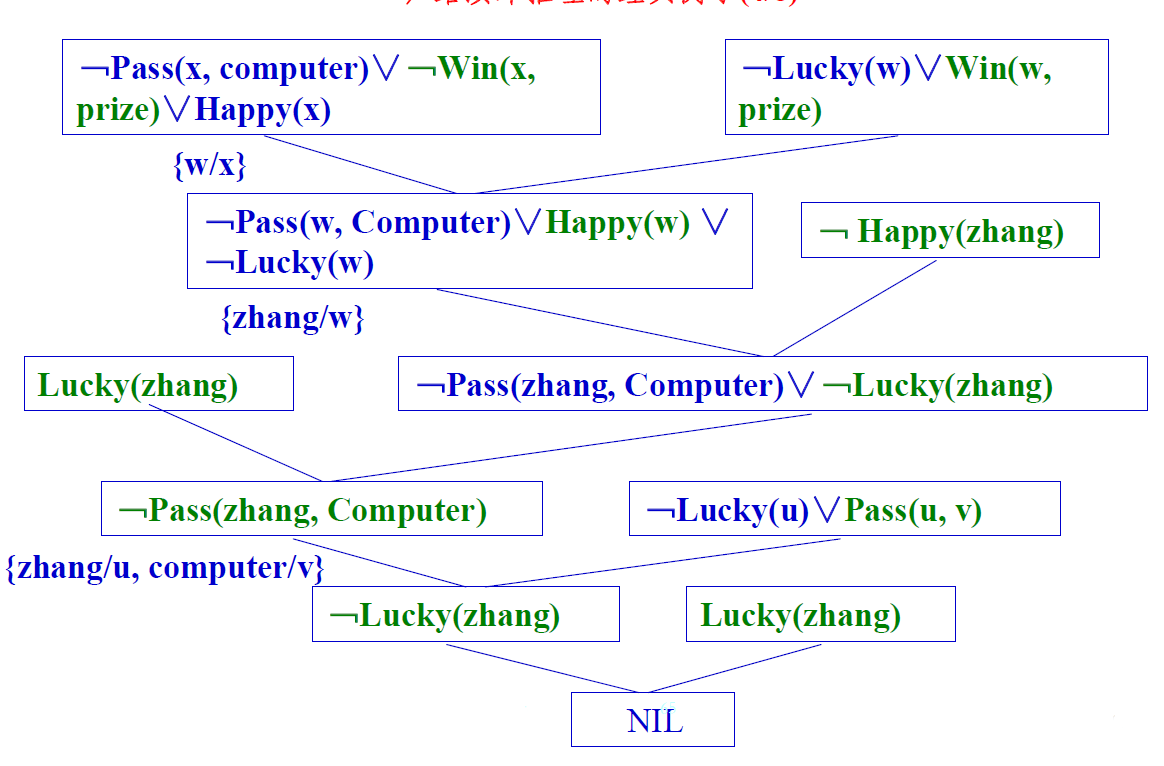 ¬Pass(x, computer)∨¬Win(x,
prize)∨Happy(x)
¬Lucky(w)∨Win(w,
prize)
{w/x}
¬Pass(w, Computer)∨Happy(w) ∨
¬Lucky(w)
¬ Happy(zhang)
{zhang/w}
Lucky(zhang)
¬Pass(zhang, Computer)∨¬Lucky(zhang)
¬Pass(zhang, Computer)
¬Lucky(u)∨Pass(u, v)
{zhang/u, computer/v}
¬Lucky(zhang)
Lucky(zhang)
NIL